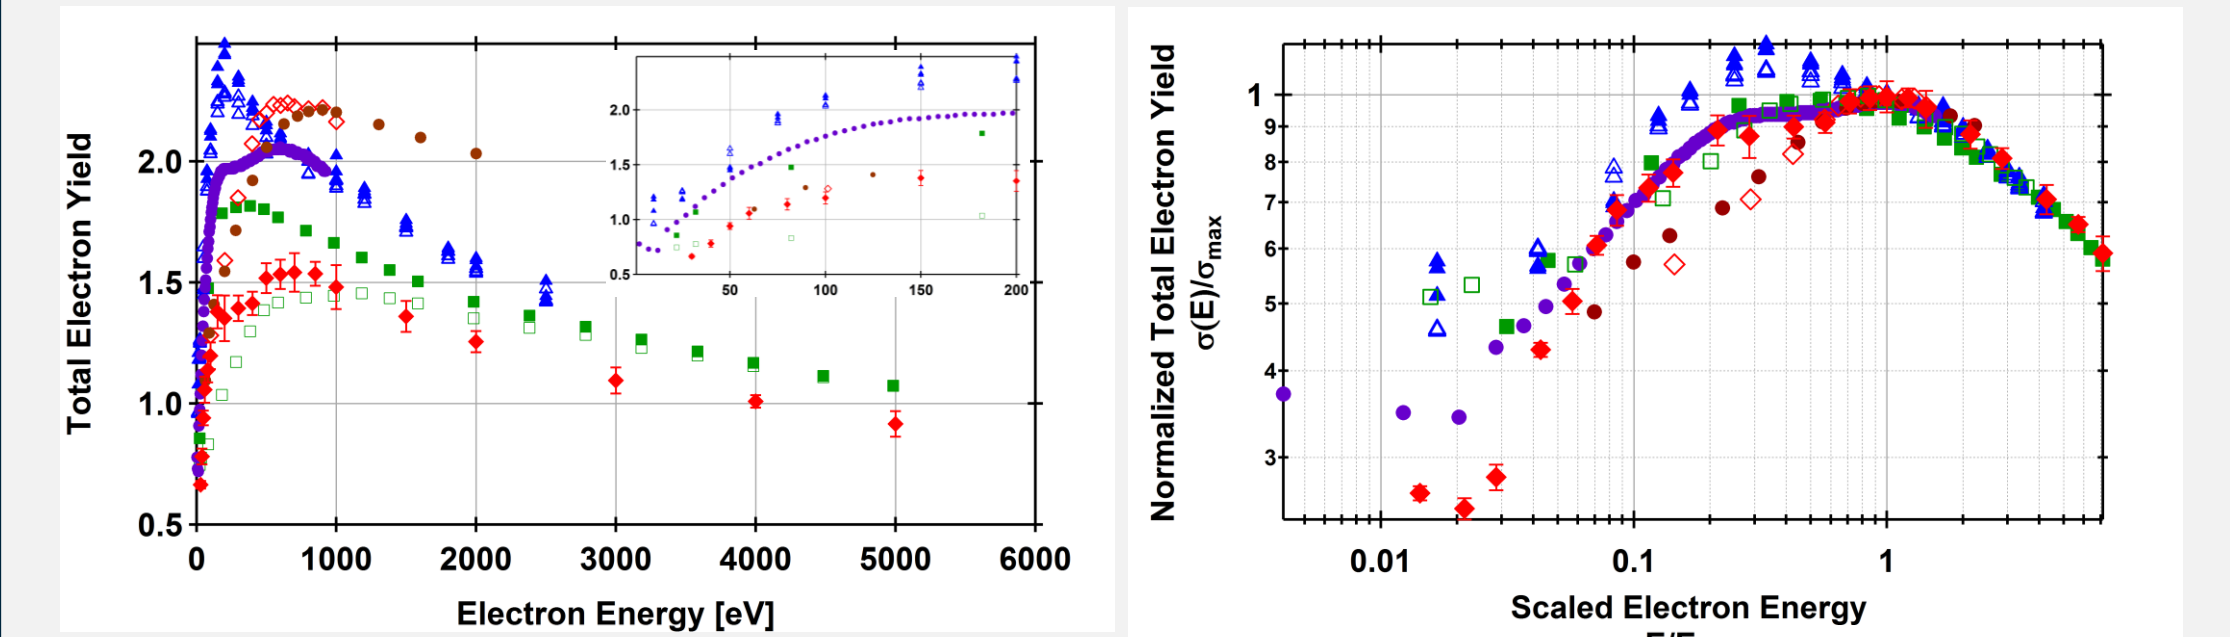 Total Electron Yield
2.0
1.5
1.0
0.5
0 1000 2000 3000 4000 5000 6000
Electron Energy [eV]
2.0
1.5
1.0
0.5
50 100 150 200
Normalized Total Electron Yield
σ(E)/σmax
1
9
8
7
6
5
4
3
0.01 0.1 1
Scaled Electron Energy